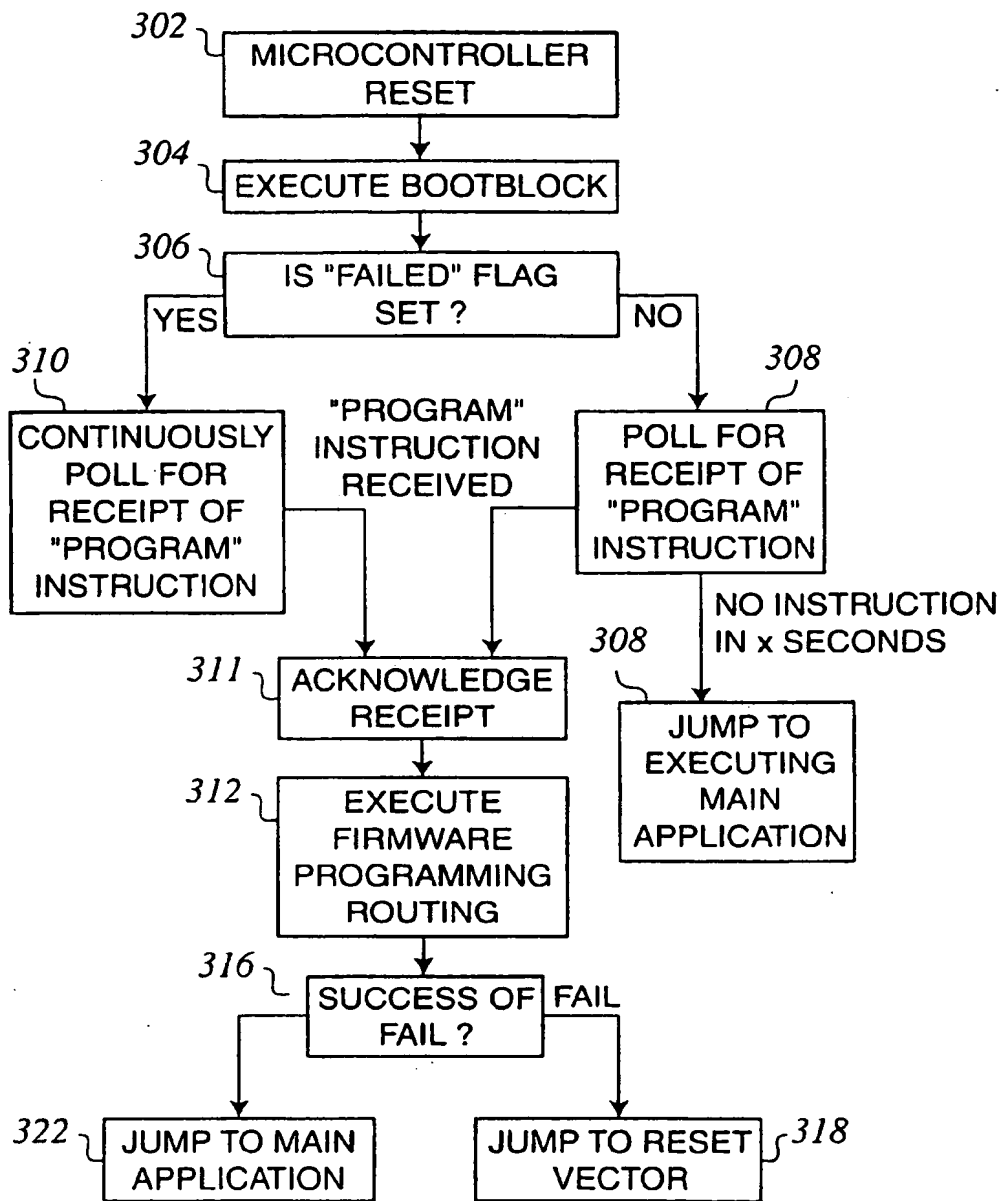 302
MICROCONTROLLER
RESET
304
EXECUTE BOOTBLOCK
306
IS "FAILED" FLAG
SET ?
YES
NO
310
308
CONTINUOUSLY
POLL FOR
RECEIPT OF
"PROGRAM"
INSTRUCTION
"PROGRAM"
INSTRUCTION
RECEIVED
POLL FOR
RECEIPT OF
"PROGRAM"
INSTRUCTION
NO INSTRUCTION
IN x SECONDS
311
ACKNOWLEDGE
RECEIPT
308
JUMP TO
EXECUTING
MAIN
APPLICATION
312
EXECUTE
FIRMWARE
PROGRAMMING
ROUTING
316
SUCCESS OF
FAIL ?
FAIL
322
JUMP TO MAIN
APPLICATION
JUMP TO RESET
VECTOR
318